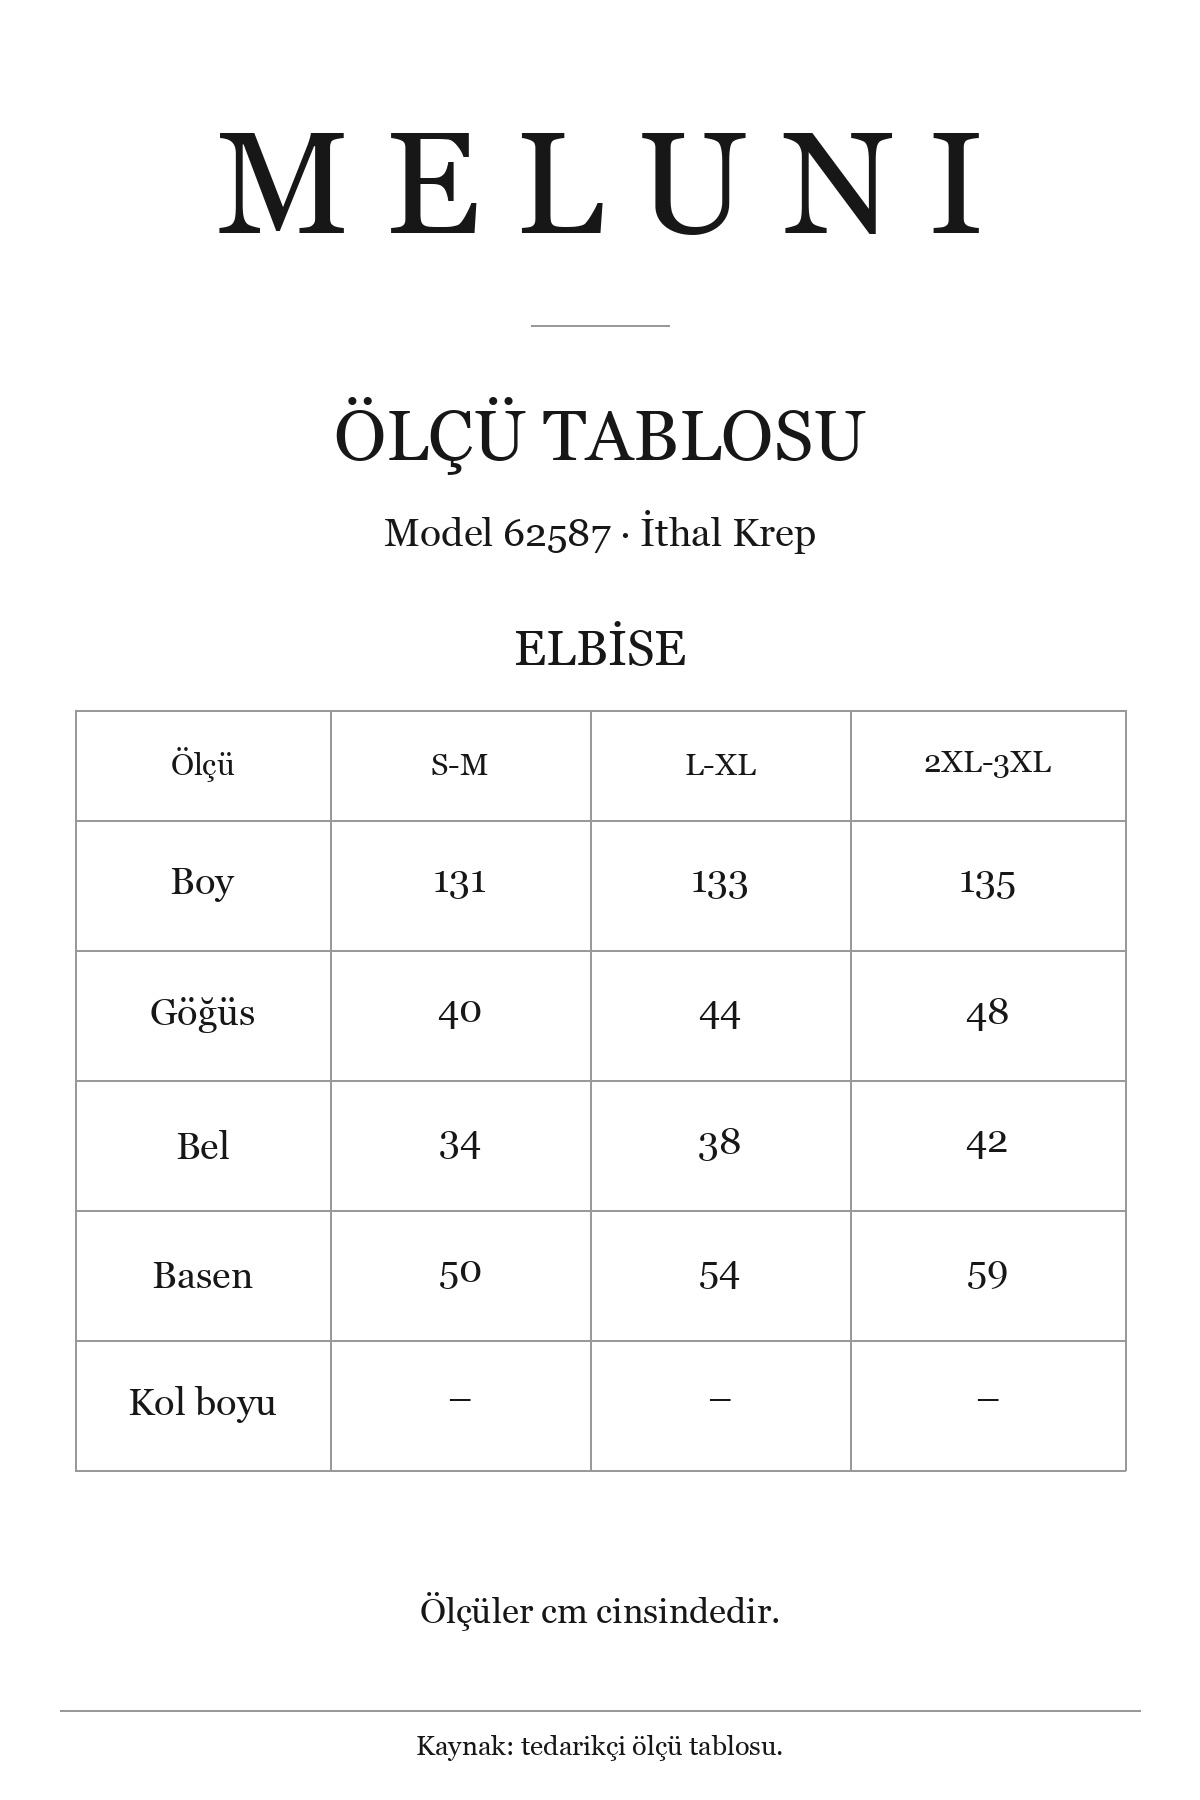 MELUNI
ÖLÇÜ TABLOSU
Model 62587 · İthal Krep
ELBİSE
Ölçü S-M L-XL 2XL-3XL
Boy 131 133 135
Göğüs 40 44 48
Bel 34 38 42
Basen 50 54 59
Kol boyu – – –
Ölçüler cm cinsindedir.
Kaynak: tedarikçi ölçü tablosu.